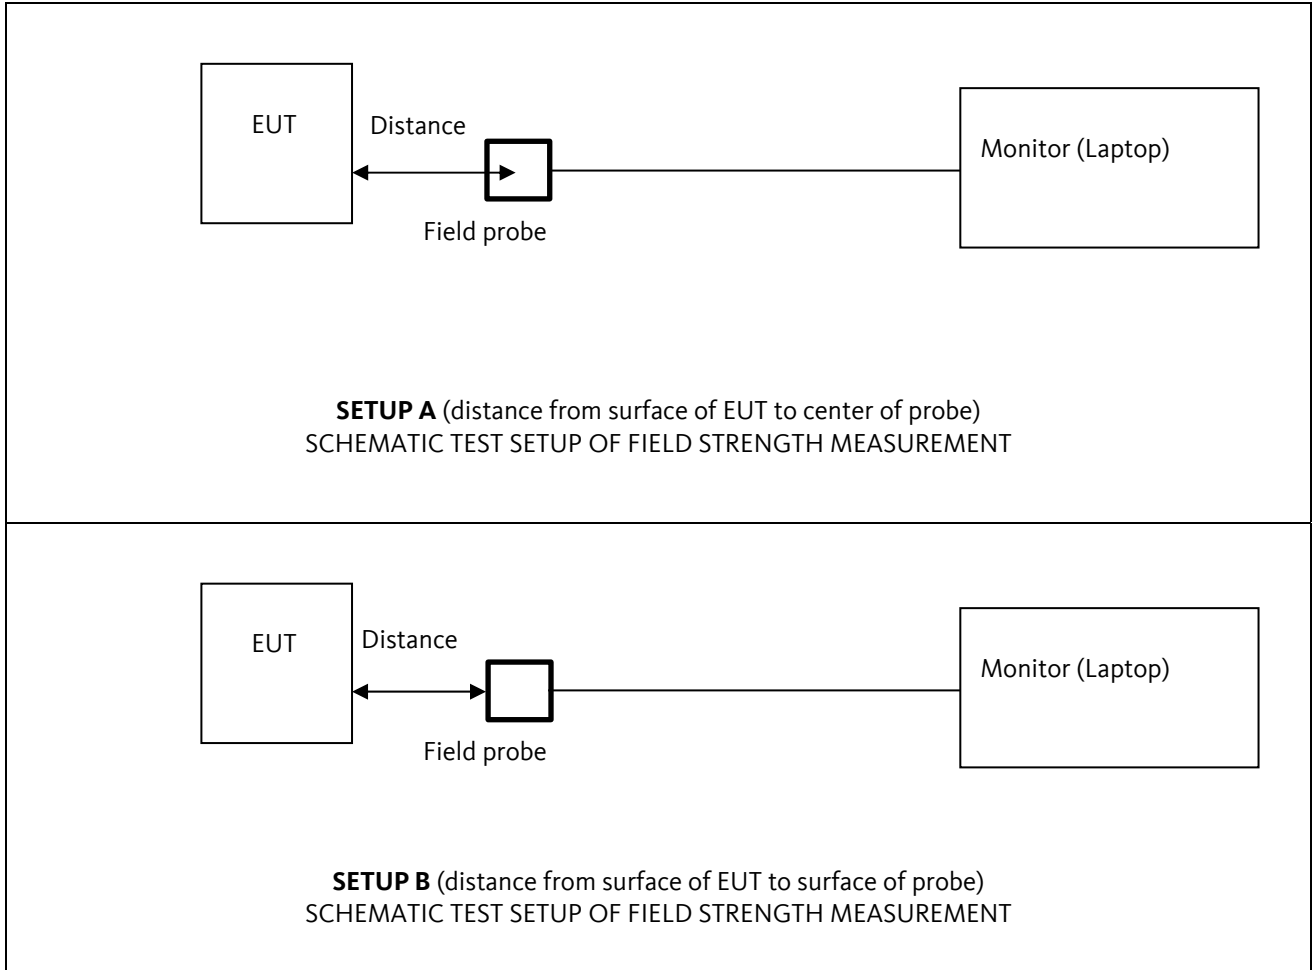 EUT
Distance
Monitor (Laptop)
Field probe
SETUP A (distance from surface of EUT to center of probe)
SCHEMATIC TEST SETUP OF FIELD STRENGTH MEASUREMENT
EUT
Distance
Monitor (Laptop)
Field probe
SETUP B (distance from surface of EUT to surface of probe)
SCHEMATIC TEST SETUP OF FIELD STRENGTH MEASUREMENT